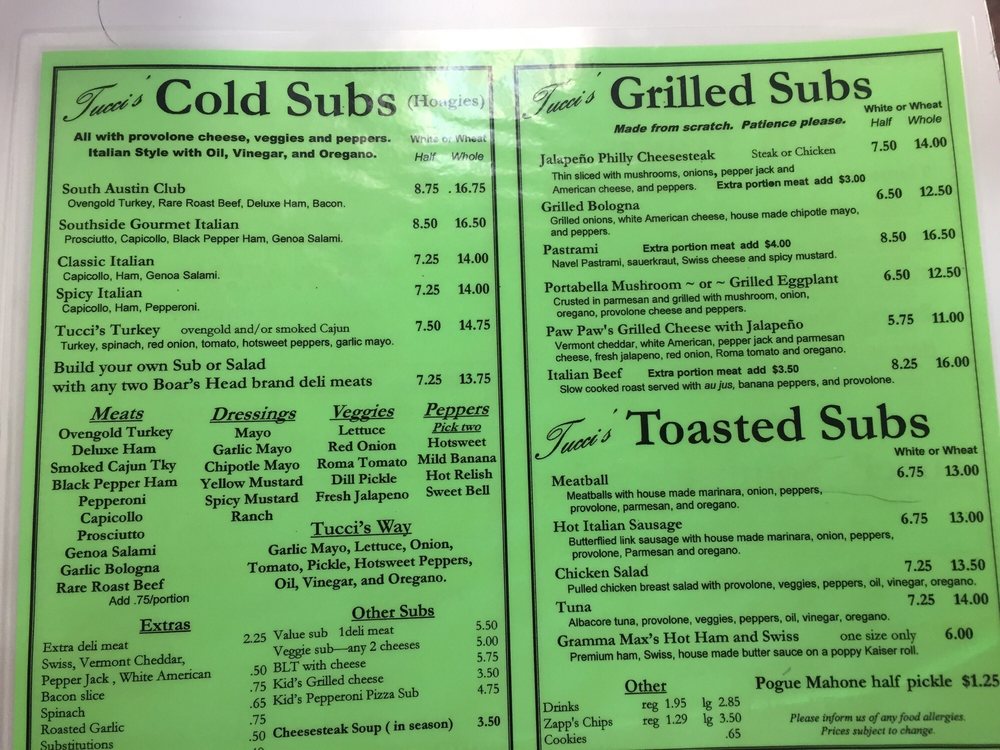 Tucci's Cold Subs (Hoagies)
All with provolone cheese, veggies and peppers. White or Wheat
Italian Style with Oil, Vinegar, and Oregano. Half Whole
South Austin Club 8.75 .16.75
Ovengold Turkey, Rare Roast Beef, Deluxe Ham, Bacon.
Southside Gourmet Italian 8.50 16.50
Prosciutto, Capicollo, Black Pepper Ham, Genoa Salami.
Classic Italian 7.25 14.00
Capicollo, Ham, Genoa Salami.
Spicy Italian 7.25 14.00
Capicollo, Ham, Pepperoni.
Tucci's Turkey ovengold and/or smoked Cajun 7.50 14.75
Turkey, spinach, red onion, tomato, hotsweet peppers, garlic mayo.
Build your own Sub or Salad
with any two Boar's Head brand deli meats 7.25 13.75
Meats
Ovengold Turkey
Deluxe Ham
Smoked Cajun Tky
Black Pepper Ham
Pepperoni
Capicollo
Prosciutto
Genoa Salami
Garlic Bologna
Rare Roast Beef
Add .75/portion
Dressings
Mayo
Garlic Mayo
Chipotle Mayo
Yellow Mustard
Spicy Mustard
Ranch
Veggies
Lettuce
Red Onion
Roma Tomato
Dill Pickle
Fresh Jalapeno
Peppers
Pick two
Hotsweet
Mild Banana
Hot Relish
Sweet Bell
Tucci's Way
Garlic Mayo, Lettuce, Onion,
Tomato, Pickle, Hotsweet Peppers,
Oil, Vinegar, and Oregano.
Extras
Extra deli meat 2.25
Swiss, Vermont Cheddar,
Pepper Jack , White American .50
Bacon slice .75
Spinach .65
Roasted Garlic .75
Substitutions .50
Other Subs
Value sub 1deli meat 5.50
Veggie sub—any 2 cheeses 5.00
BLT with cheese 5.75
Kid's Grilled cheese 3.50
Kid's Pepperoni Pizza Sub 4.75
Cheesesteak Soup ( in season) 3.50
Tucci's Grilled Subs
White or Wheat
Made from scratch. Patience please. Half Whole
Jalapeño Philly Cheesesteak Steak or Chicken 7.50 14.00
Thin sliced with mushrooms, onions, pepper jack and
American cheese, and peppers. Extra portion meat add $3.00
Grilled Bologna 6.50 12.50
Grilled onions, white American cheese, house made chipotle mayo,
and peppers.
Pastrami Extra portion meat add $4.00 8.50 16.50
Navel Pastrami, sauerkraut, Swiss cheese and spicy mustard.
Portabella Mushroom ~ or ~ Grilled Eggplant 6.50 12.50
Crusted in parmesan and grilled with mushroom, onion,
oregano, provolone cheese and peppers.
Paw Paw's Grilled Cheese with Jalapeño 5.75 11.00
Vermont cheddar, white American, pepper jack and parmesan
cheese, fresh jalapeno, red onion, Roma tomato and oregano.
Italian Beef Extra portion meat add $3.50 8.25 16.00
Slow cooked roast served with au jus, banana peppers, and provolone.
Tucci's Toasted Subs
White or Wheat
Meatball 6.75 13.00
Meatballs with house made marinara, onion, peppers,
provolone, parmesan, and oregano.
Hot Italian Sausage 6.75 13.00
Butterflied link sausage with house made marinara, onion, peppers,
provolone, Parmesan and oregano.
Chicken Salad 7.25 13.50
Pulled chicken breast salad with provolone, veggies, peppers, oil, vinegar, oregano.
Tuna 7.25 14.00
Albacore tuna, provolone, veggies, peppers, oil, vinegar, oregano.
Gramma Max's Hot Ham and Swiss one size only 6.00
Premium ham, Swiss, house made butter sauce on a poppy Kaiser roll.
Other
Drinks reg 1.95 lg 2.85
Zapp's Chips reg 1.29 lg 3.50
Cookies .65
Pogue Mahone half pickle $1.25
Please inform us of any food allergies.
Prices subject to change.